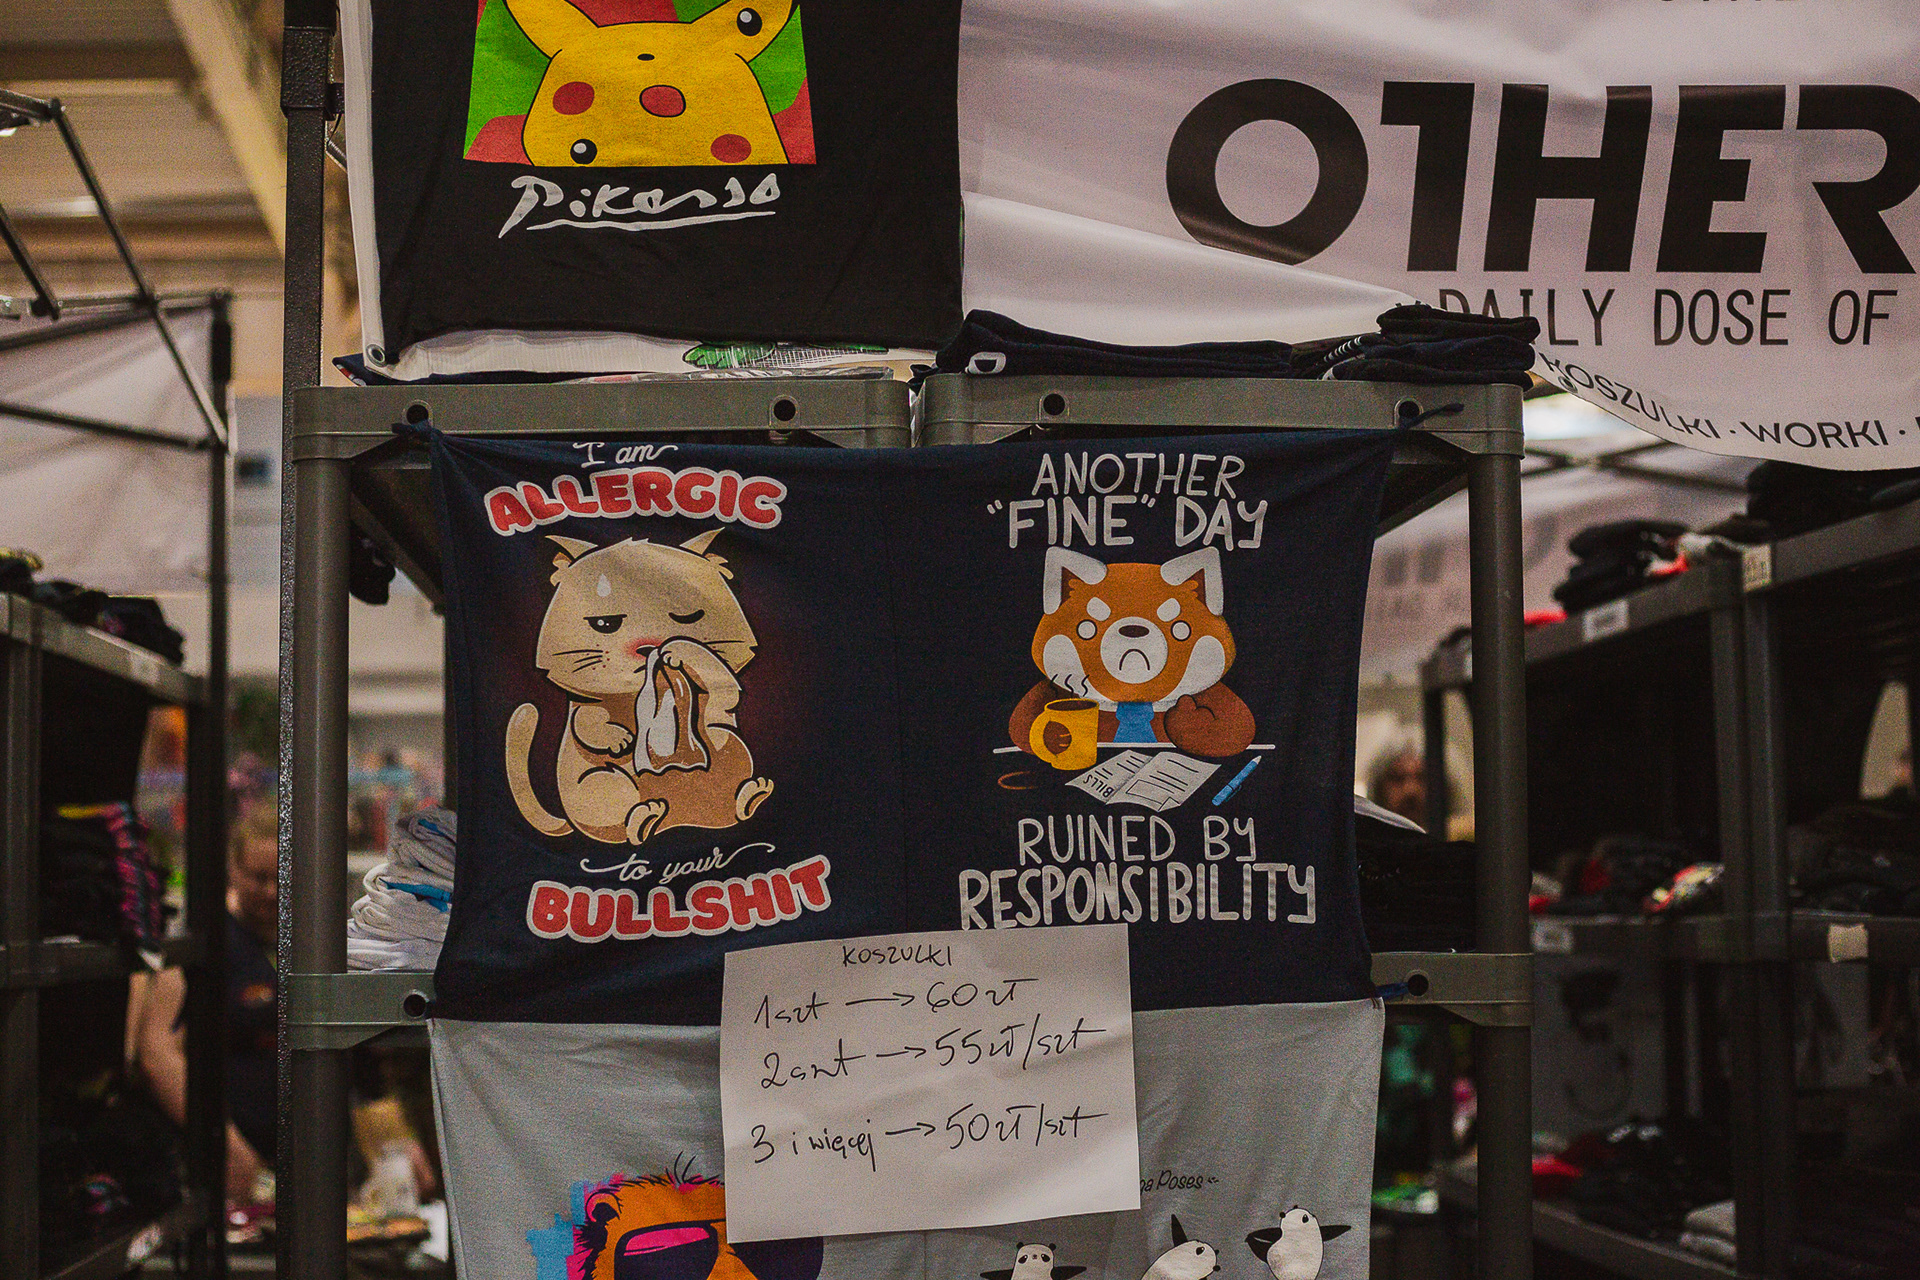 Pikasso
OTHER
DAILY DOSE OF
KOSZULKI · WORKI ·
I am
ALLERGIC
to your
BULLSHIT
ANOTHER
"FINE" DAY
BILLS
RUINED BY
RESPONSIBILITY
KOSZULKI
1szt → 60zł
2szt → 55zł/szt
3 i więcej → 50zł/szt
Poses